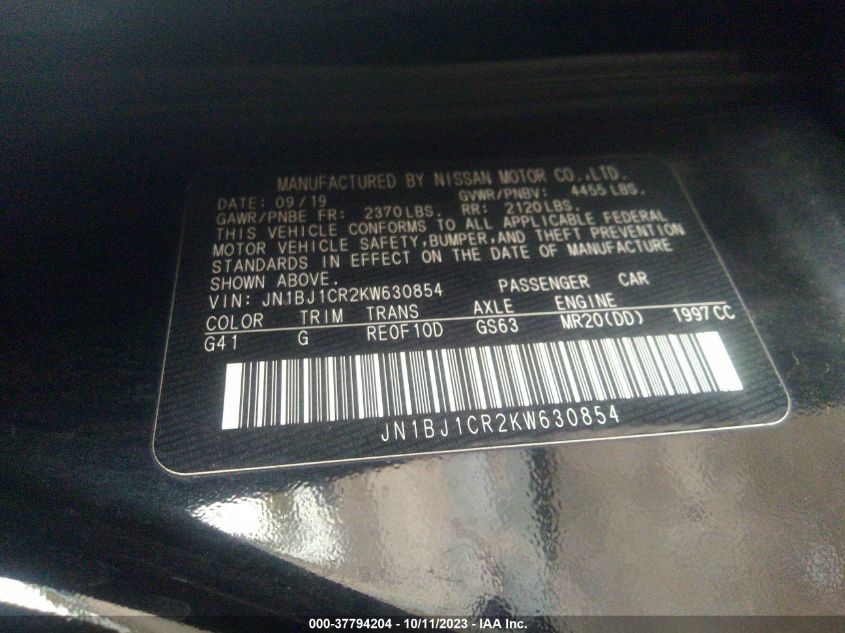 MANUFACTURED BY NISSAN MOTOR CO.,LTD.
DATE: 09/19 GVWR/PNBV: 4455 LBS.
GAWR/PNBE FR: 2370LBS. RR: 2120LBS.
THIS VEHICLE CONFORMS TO ALL APPLICABLE FEDERAL
MOTOR VEHICLE SAFETY,BUMPER,AND THEFT PREVENTION
STANDARDS IN EFFECT ON THE DATE OF MANUFACTURE
SHOWN ABOVE.
VIN: JN1BJ1CR2KW630854 PASSENGER CAR
COLOR TRIM TRANS AXLE ENGINE
G41 G RE0F10D GS63 MR20(DD) 1997CC
JN1BJ1CR2KW630854
000-37794204 - 10/11/2023 - IAA Inc.